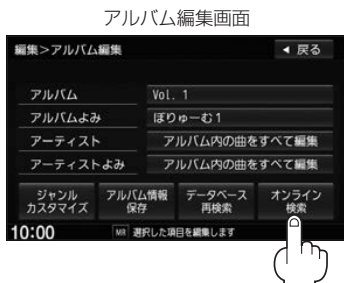 アルバム編集画面
編集>アルバム編集
◀ 戻る
アルバム
Vol. 1
アルバムよみ
ぼりゅーむ1
アーティスト
アルバム内の曲をすべて編集
アーティストよみ
アルバム内の曲をすべて編集
ジャンル
カスタマイズ
アルバム情報
保存
データベース
再検索
オンライン
検索
10:00
MR 選択した項目を編集します